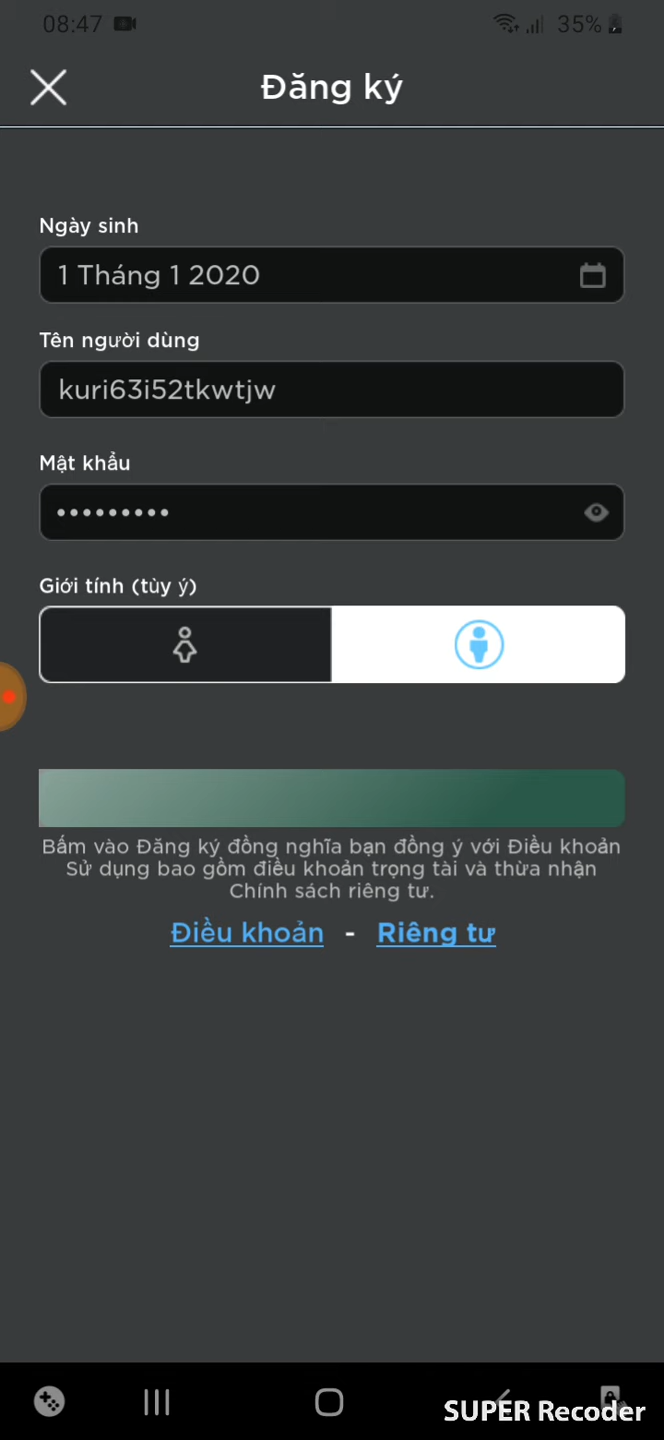 08:47
35%
Đăng ký
Ngày sinh
1 Tháng 1 2020
Tên người dùng
kuri63i52tkwtjw
Mật khẩu
•••••••••
Giới tính (tùy ý)
Bấm vào Đăng ký đồng nghĩa bạn đồng ý với Điều khoản
Sử dụng bao gồm điều khoản trọng tài và thừa nhận
Chính sách riêng tư.
Điều khoản - Riêng tư
SUPER Recoder